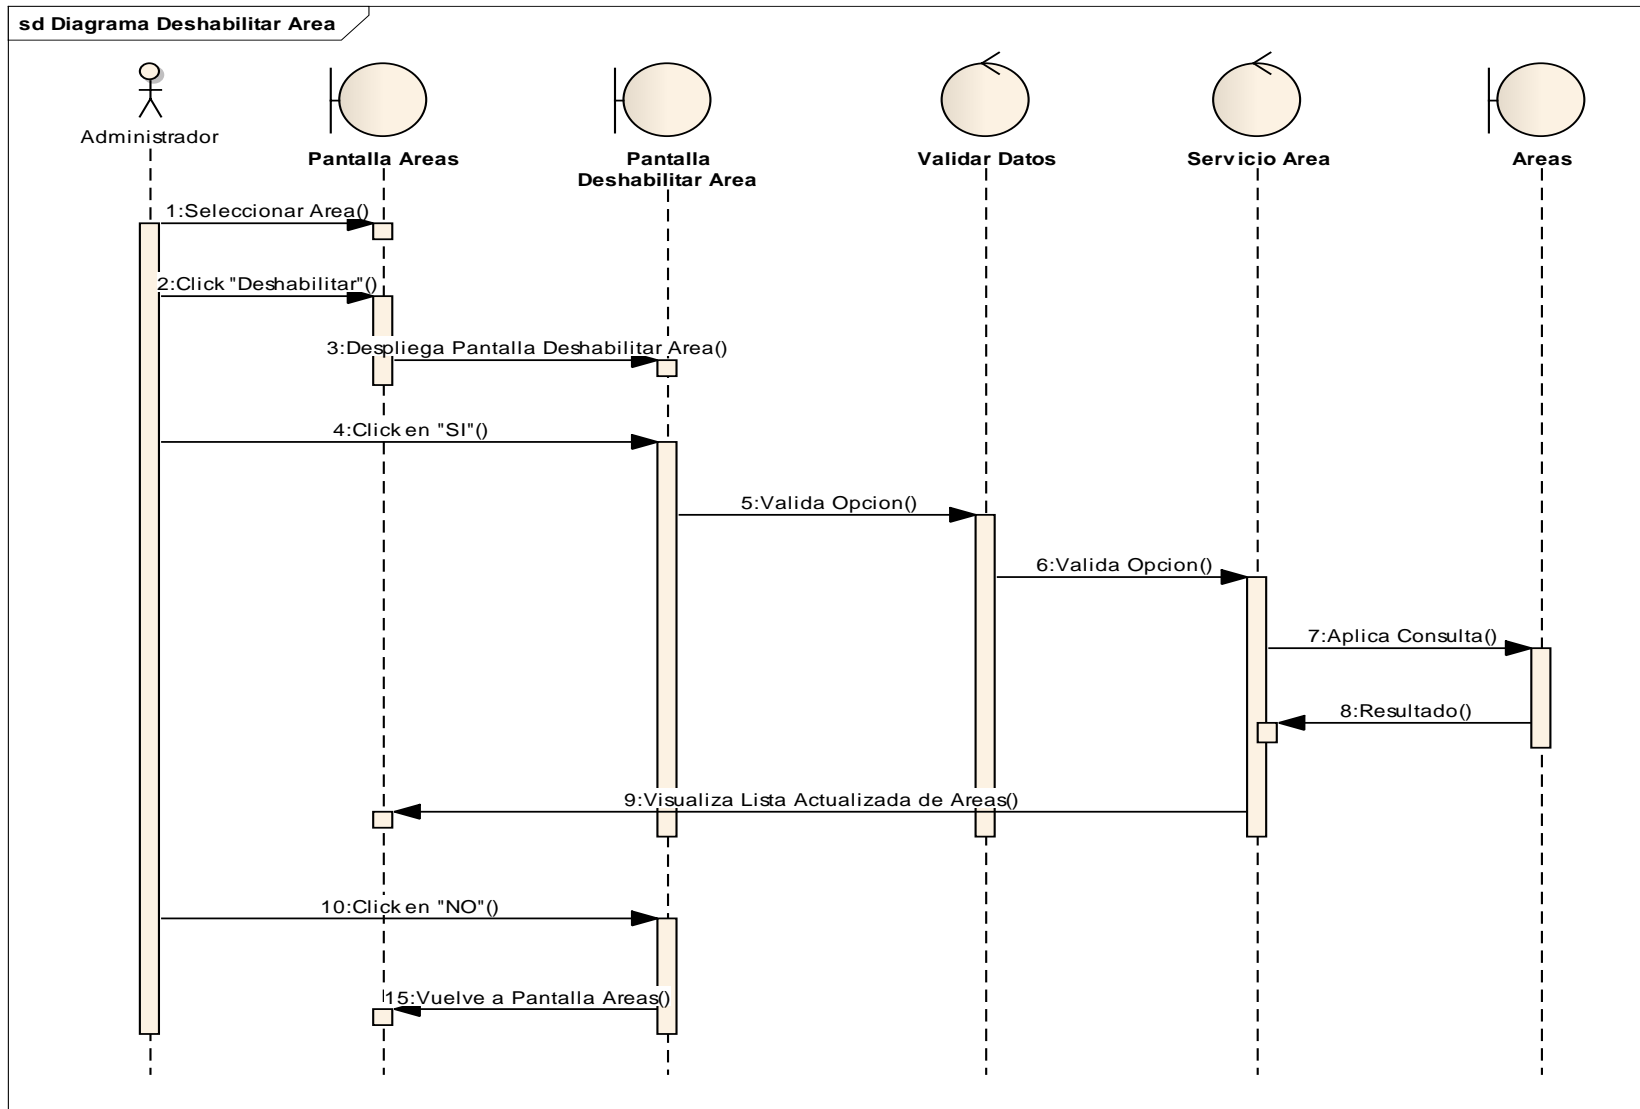 sd Diagrama Deshabilitar Area
Administrador
Pantalla Areas
Pantalla
Deshabilitar Area
Validar Datos
Servicio Area
Areas
1:Seleccionar Area()
2:Click "Deshabilitar"()
3:Despliega Pantalla Deshabilitar Area()
4:Click en "SI"()
5:Valida Opcion()
6:Valida Opcion()
7:Aplica Consulta()
8:Resultado()
9:Visualiza Lista Actualizada de Areas()
10:Click en "NO"()
15:Vuelve a Pantalla Areas()